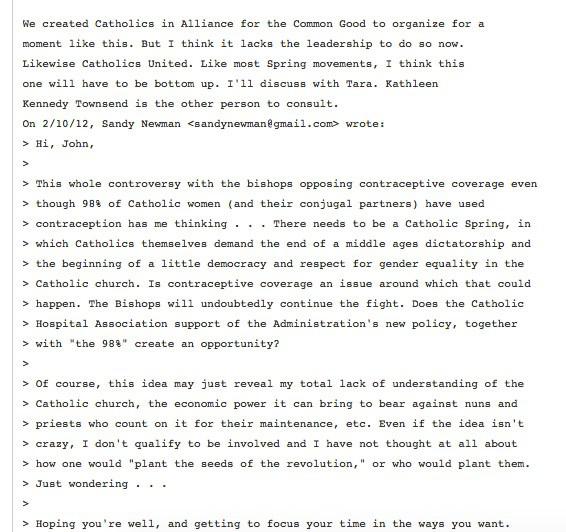 We created Catholics in Alliance for the Common Good to organize for a
moment like this. But I think it lacks the leadership to do so now.
Likewise Catholics United. Like most Spring movements, I think this
one will have to be bottom up. I'll discuss with Tara. Kathleen
Kennedy Townsend is the other person to consult.
On 2/10/12, Sandy Newman <sandynewman@gmail.com> wrote:
> Hi, John,
>
> This whole controversy with the bishops opposing contraceptive coverage even
> though 98% of Catholic women (and their conjugal partners) have used
> contraception has me thinking . . . There needs to be a Catholic Spring, in
> which Catholics themselves demand the end of a middle ages dictatorship and
> the beginning of a little democracy and respect for gender equality in the
> Catholic church. Is contraceptive coverage an issue around which that could
> happen. The Bishops will undoubtedly continue the fight. Does the Catholic
> Hospital Association support of the Administration's new policy, together
> with "the 98%" create an opportunity?
>
> Of course, this idea may just reveal my total lack of understanding of the
> Catholic church, the economic power it can bring to bear against nuns and
> priests who count on it for their maintenance, etc. Even if the idea isn't
> crazy, I don't qualify to be involved and I have not thought at all about
> how one would "plant the seeds of the revolution," or who would plant them.
> Just wondering . . .
>
> Hoping you're well, and getting to focus your time in the ways you want.